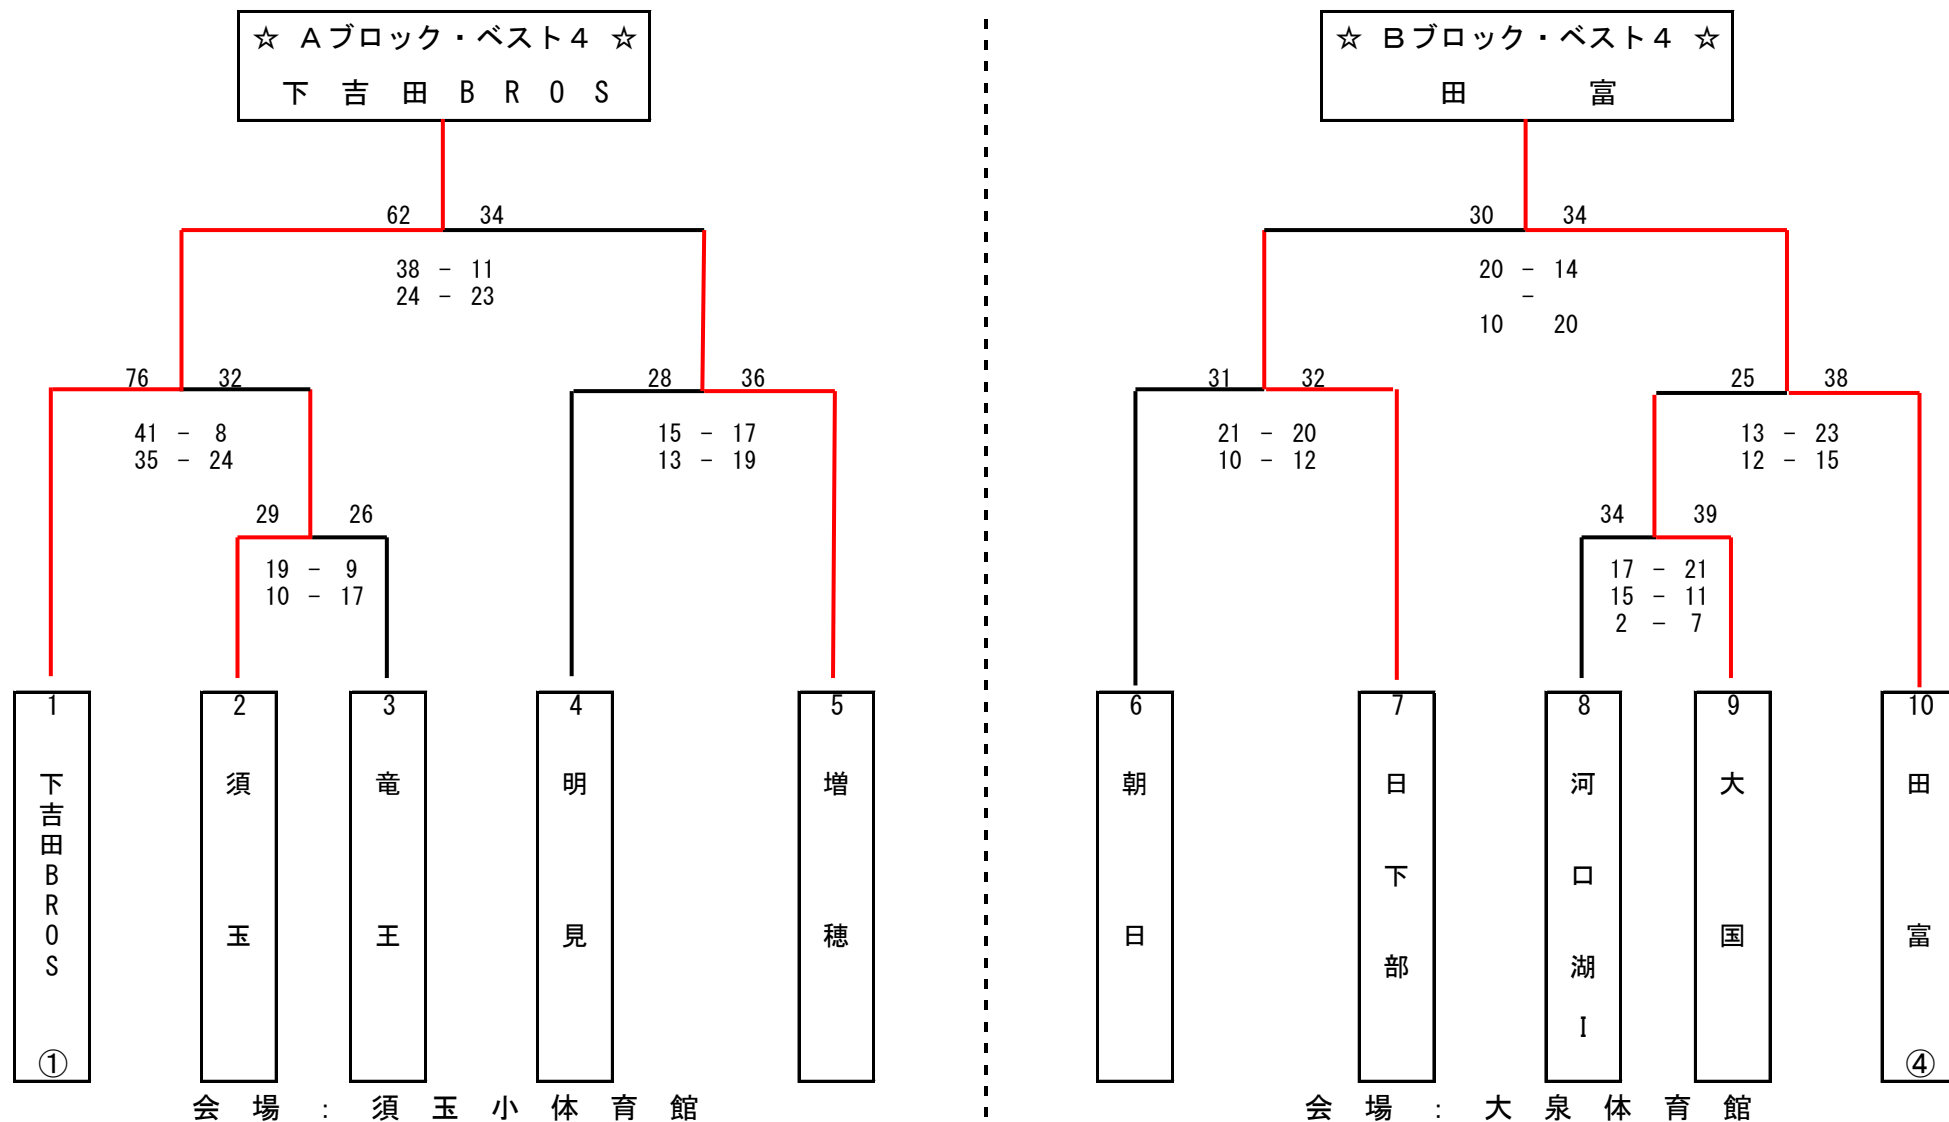 ☆ Aブロック・ベスト4 ☆
下吉田BROS
62 34
38 - 11
24 - 23
76 32
41 - 8
35 - 24
28 36
15 - 17
13 - 19
29 26
19 - 9
10 - 17
1 下吉田BROS ①
2 須玉
3 竜王
4 明見
5 増穂
会場:須玉小体育館
☆ Bブロック・ベスト4 ☆
田富
30 34
20 - 14
-
10 20
31 32
21 - 20
10 - 12
25 38
13 - 23
12 - 15
34 39
17 - 21
15 - 11
2 - 7
6 朝日
7 日下部
8 河口湖I
9 大国
10 田富 ④
会場:大泉体育館